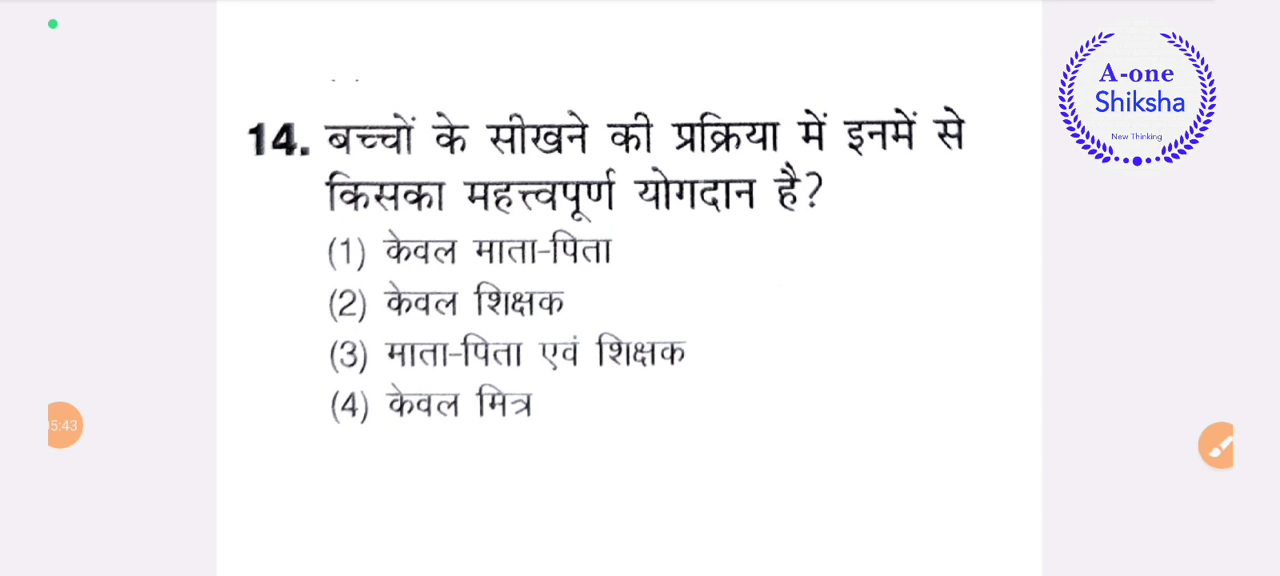 A-one
Shiksha
New Thinking
14. बच्चों के सीखने की प्रक्रिया में इनमें से
किसका महत्त्वपूर्ण योगदान है?
(1) केवल माता-पिता
(2) केवल शिक्षक
(3) माता-पिता एवं शिक्षक
(4) केवल मित्र
5:43